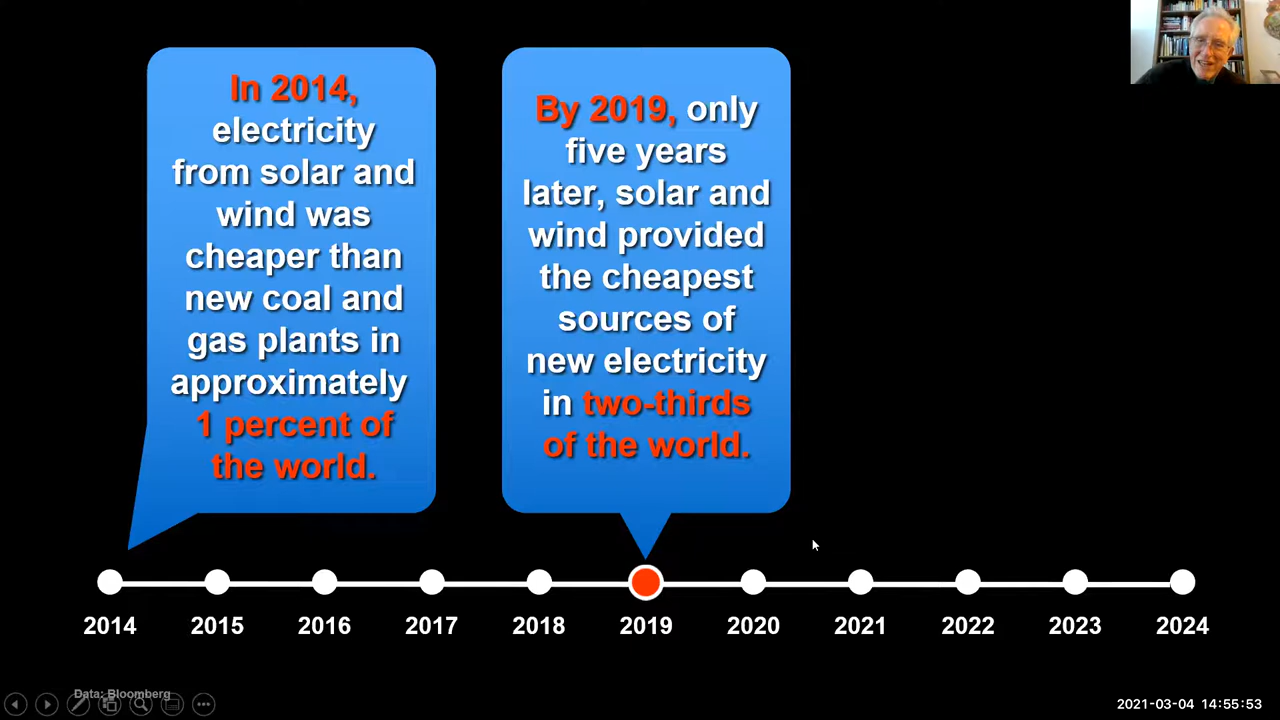 In 2014,
electricity
from solar and
wind was
cheaper than
new coal and
gas plants in
approximately
1 percent of
the world.
By 2019, only
five years
later, solar and
wind provided
the cheapest
sources of
new electricity
in two-thirds
of the world.
2014 2015 2016 2017 2018 2019 2020 2021 2022 2023 2024
Data: Bloomberg
2021-03-04 14:55:53